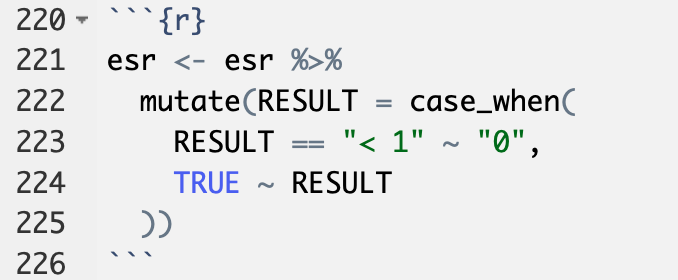 220 ```{r}
221 esr <- esr %>%
222   mutate(RESULT = case_when(
223     RESULT == "< 1" ~ "0",
224     TRUE ~ RESULT
225   ))
226 ```